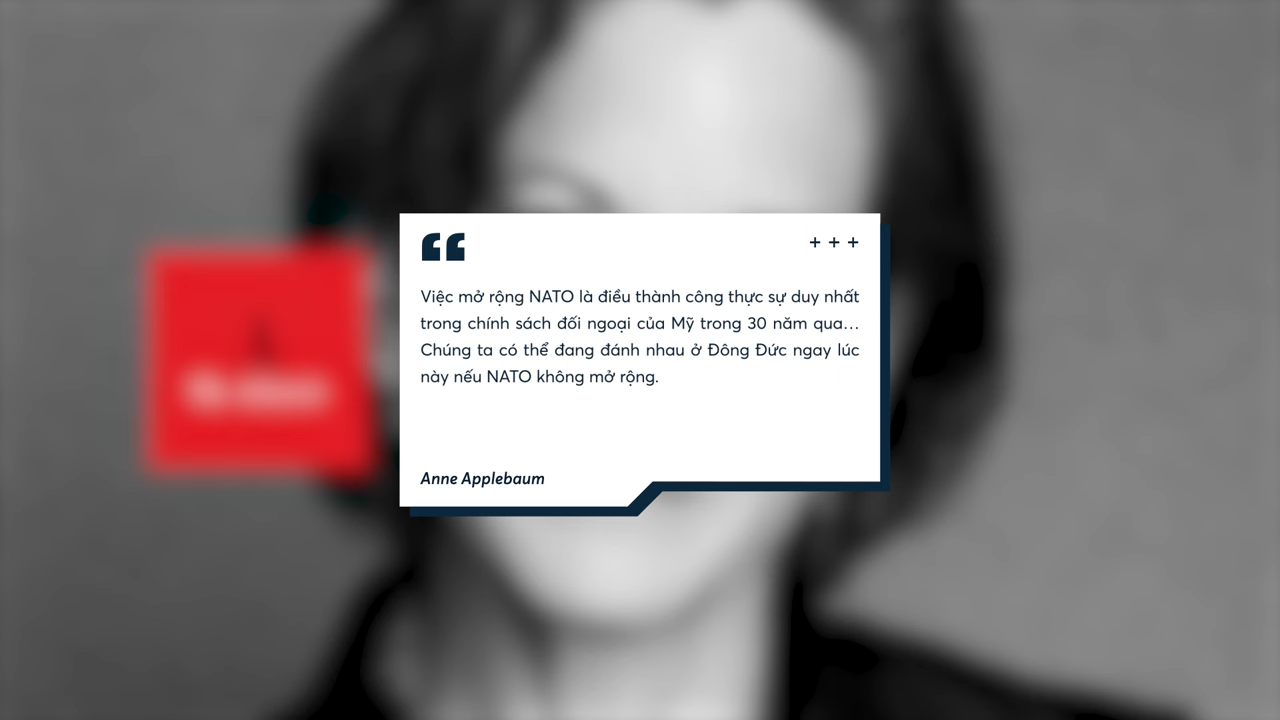 Việc mở rộng NATO là điều thành công thực sự duy nhất
trong chính sách đối ngoại của Mỹ trong 30 năm qua...
Chúng ta có thể đang đánh nhau ở Đông Đức ngay lúc
này nếu NATO không mở rộng.
Anne Applebaum